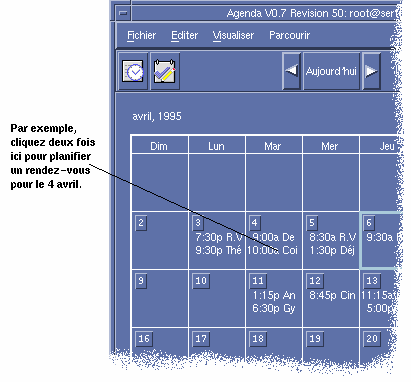 Agenda V0.7 Revision 50: root@ser
Fichier Editer Visualiser Parcourir
Aujourd'hui
avril, 1995
Par exemple,
cliquez deux fois
ici pour planifier
un rendez-vous
pour le 4 avril.
Dim Lun Mar Mer Jeu
2 3 4 5 6
7:30p R.V 9:00a De 8:30a R.V 9:30a
9:30p Thé 10:00a Coi 1:30p Déj
9 10 11 12 13
1:15p An 8:45p Cin 11:15a
6:30p Gy 5:00p
16 17 18 19 20